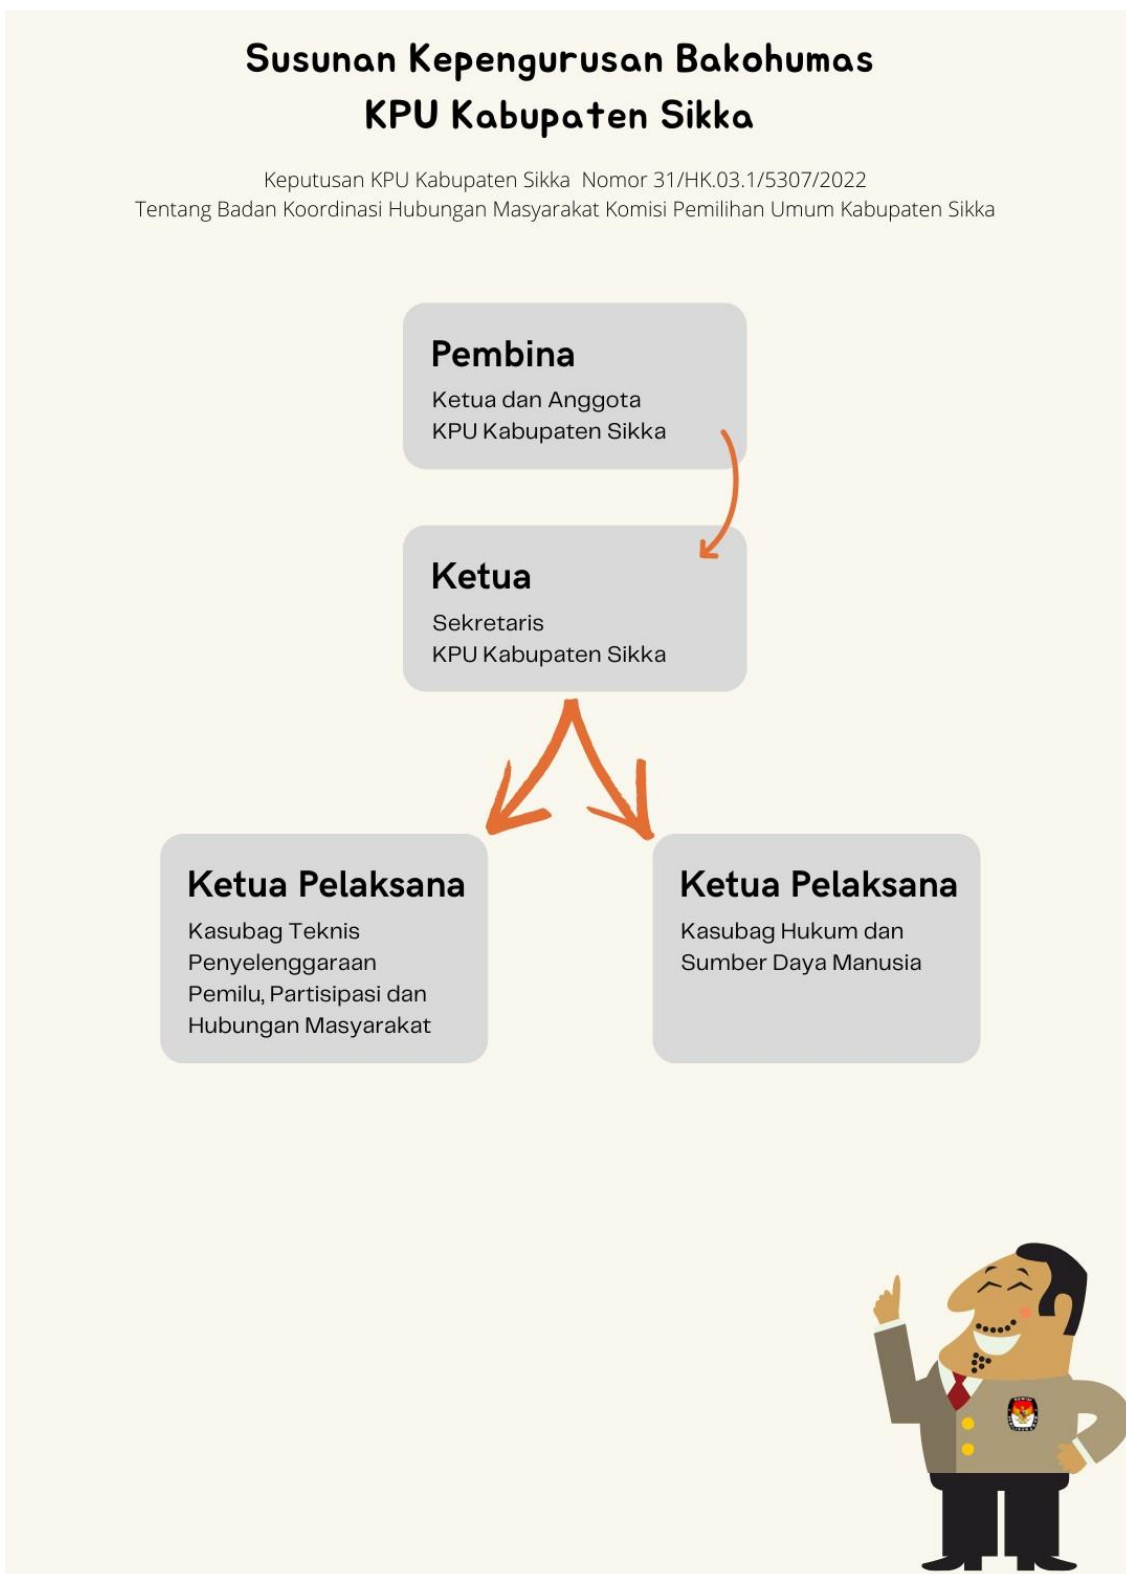 Susunan Kepengurusan Bakohumas
KPU Kabupaten Sikka
Keputusan KPU Kabupaten Sikka Nomor 31/HK.03.1/5307/2022
Tentang Badan Koordinasi Hubungan Masyarakat Komisi Pemilihan Umum Kabupaten Sikka
Pembina
Ketua dan Anggota
KPU Kabupaten Sikka
Ketua
Sekretaris
KPU Kabupaten Sikka
Ketua Pelaksana
Kasubag Teknis
Penyelenggaraan
Pemilu, Partisipasi dan
Hubungan Masyarakat
Ketua Pelaksana
Kasubag Hukum dan
Sumber Daya Manusia